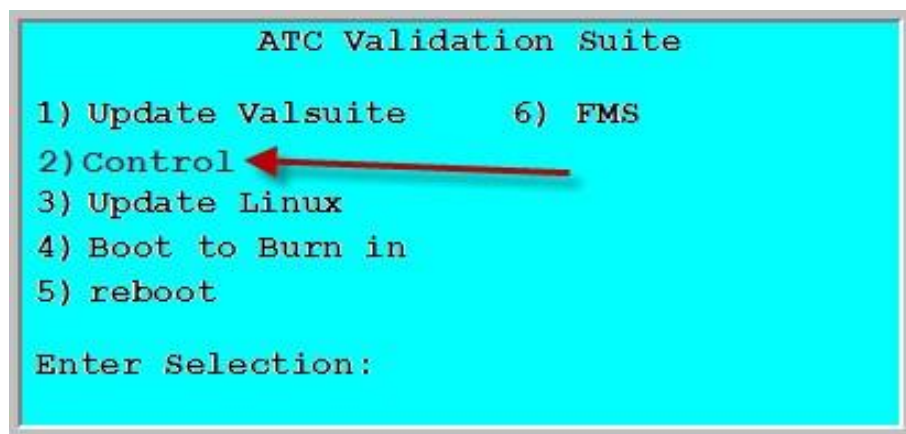 ATC Validation Suite
1) Update Valsuite 6) FMS
2) Control
3) Update Linux
4) Boot to Burn in
5) reboot
Enter Selection: